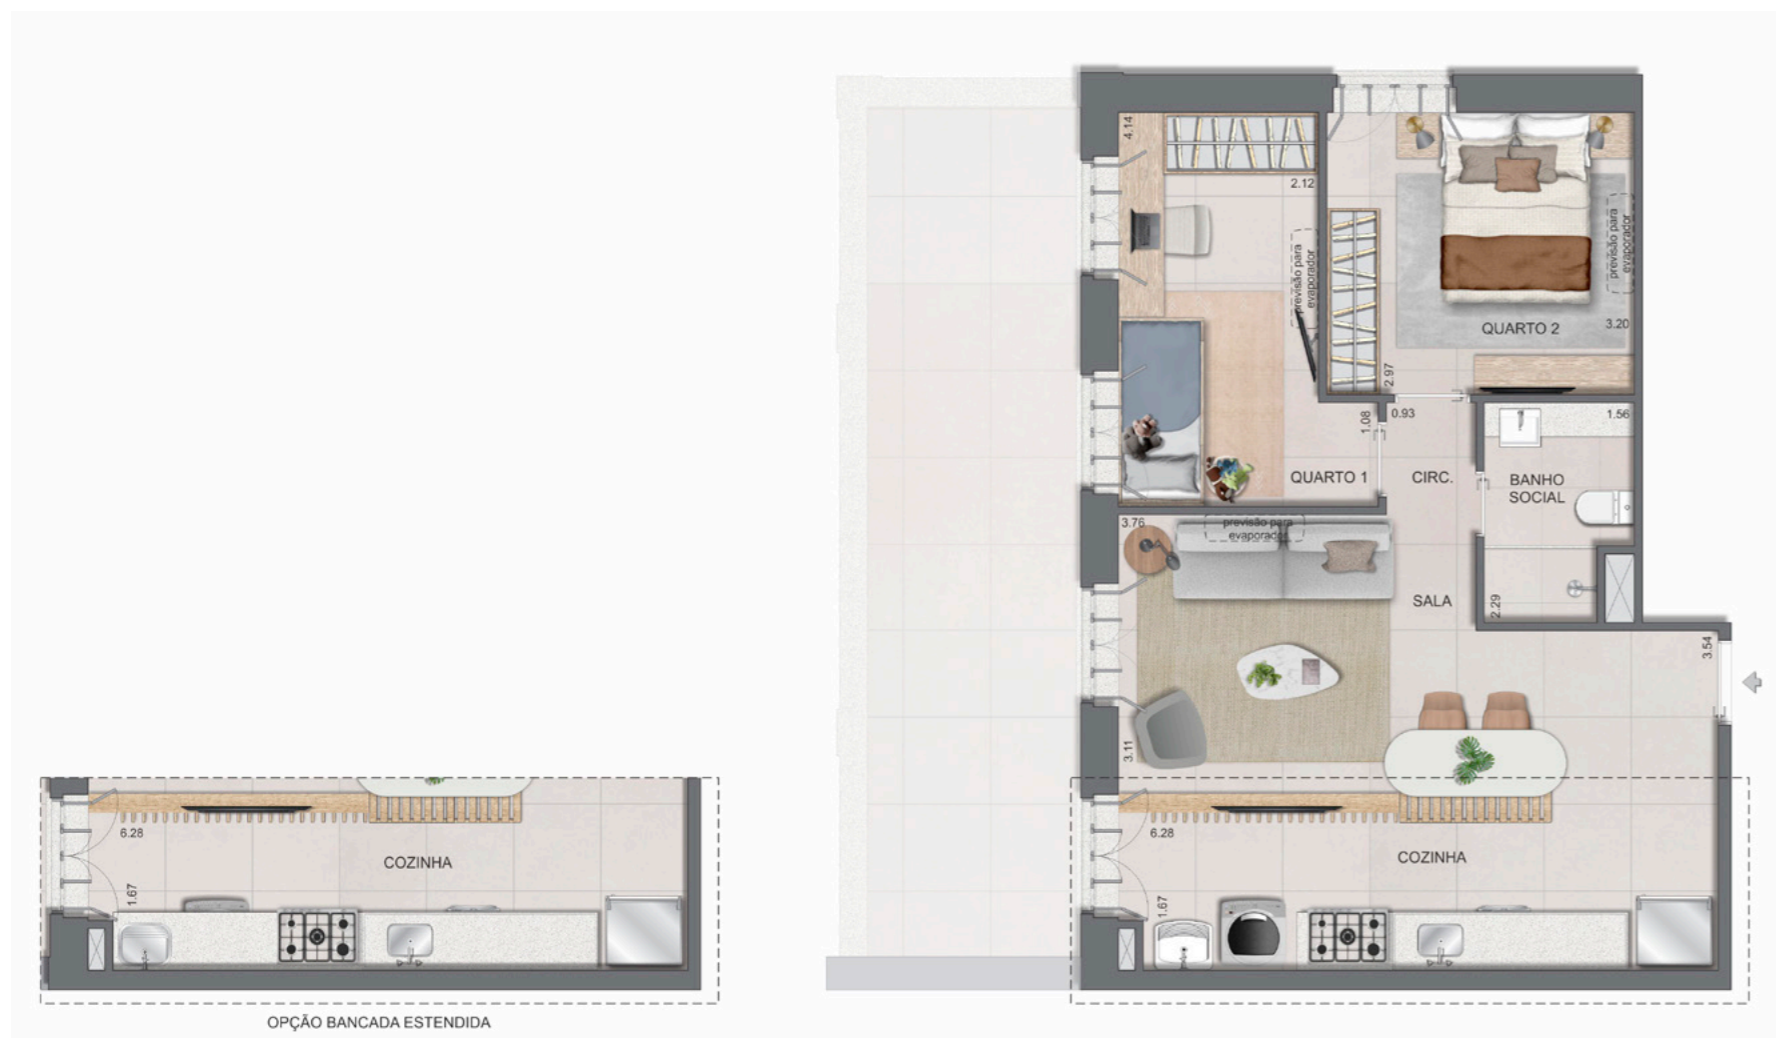 4.14
2.12
previsão para
evaporador
previsão para
evaporador
QUARTO 2
3.20
2.97
1.08
0.93
1.56
QUARTO 1
CIRC.
BANHO
SOCIAL
3.76
previsão para
evaporador
SALA
2.29
3.54
3.11
6.28
COZINHA
1.67
6.28
COZINHA
1.67
OPÇÃO BANCADA ESTENDIDA